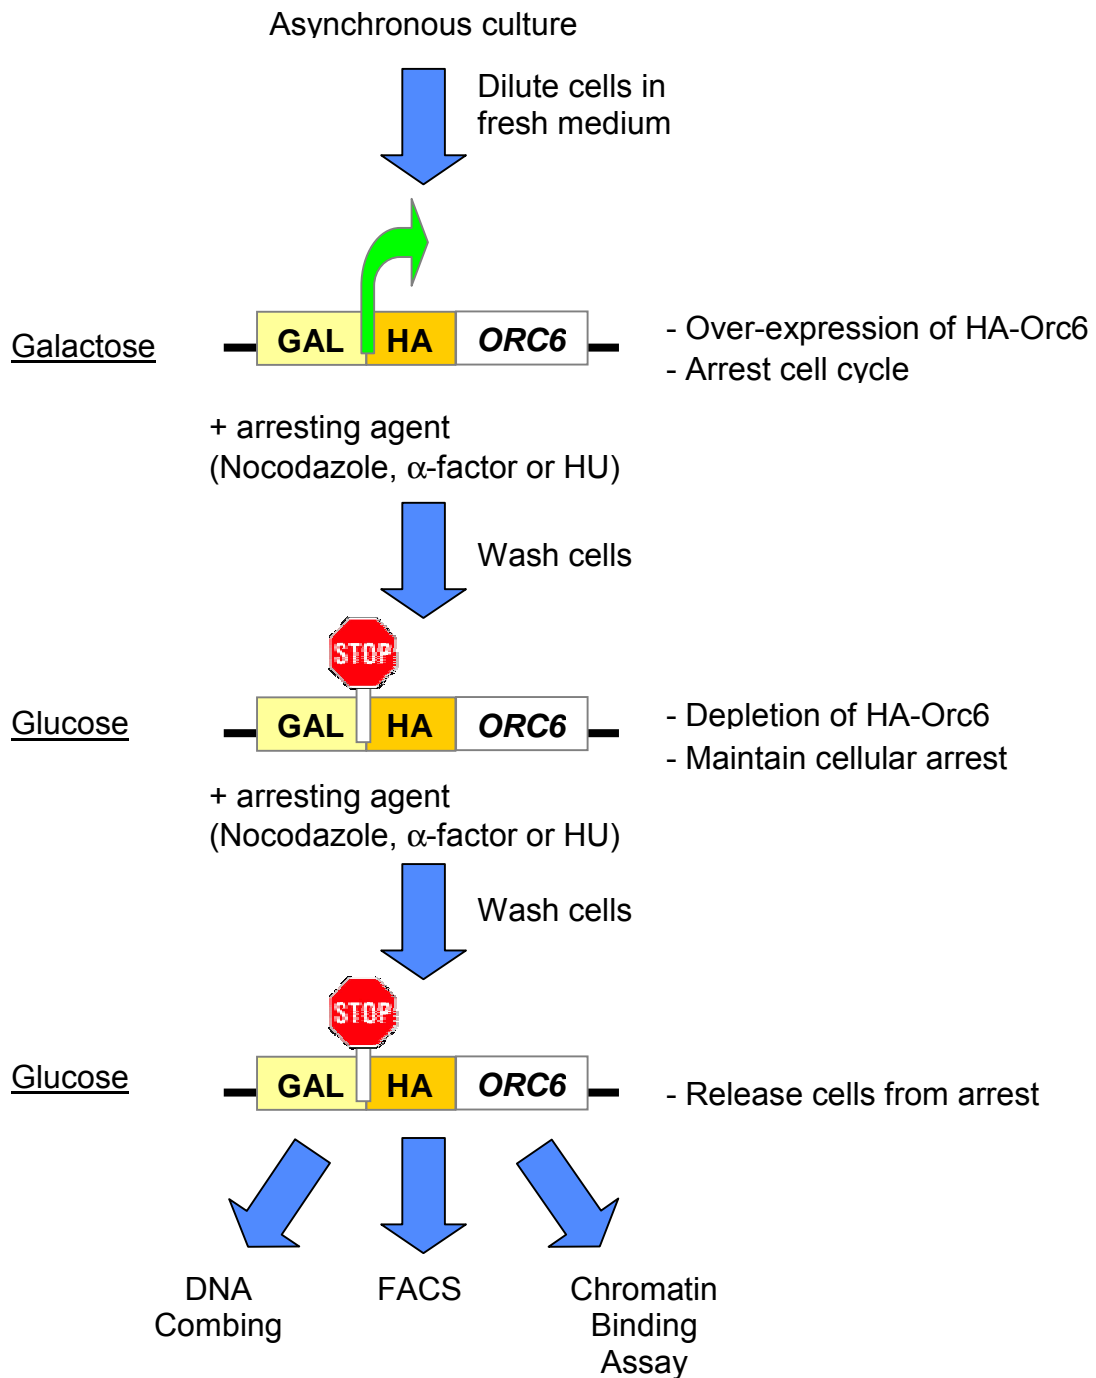 Asynchronous culture
Dilute cells in
fresh medium
Galactose
GAL HA ORC6
- Over-expression of HA-Orc6
- Arrest cell cycle
+ arresting agent
(Nocodazole, α-factor or HU)
Wash cells
STOP
Glucose
GAL HA ORC6
- Depletion of HA-Orc6
- Maintain cellular arrest
+ arresting agent
(Nocodazole, α-factor or HU)
Wash cells
STOP
Glucose
GAL HA ORC6
- Release cells from arrest
DNA
Combing
FACS
Chromatin
Binding
Assay